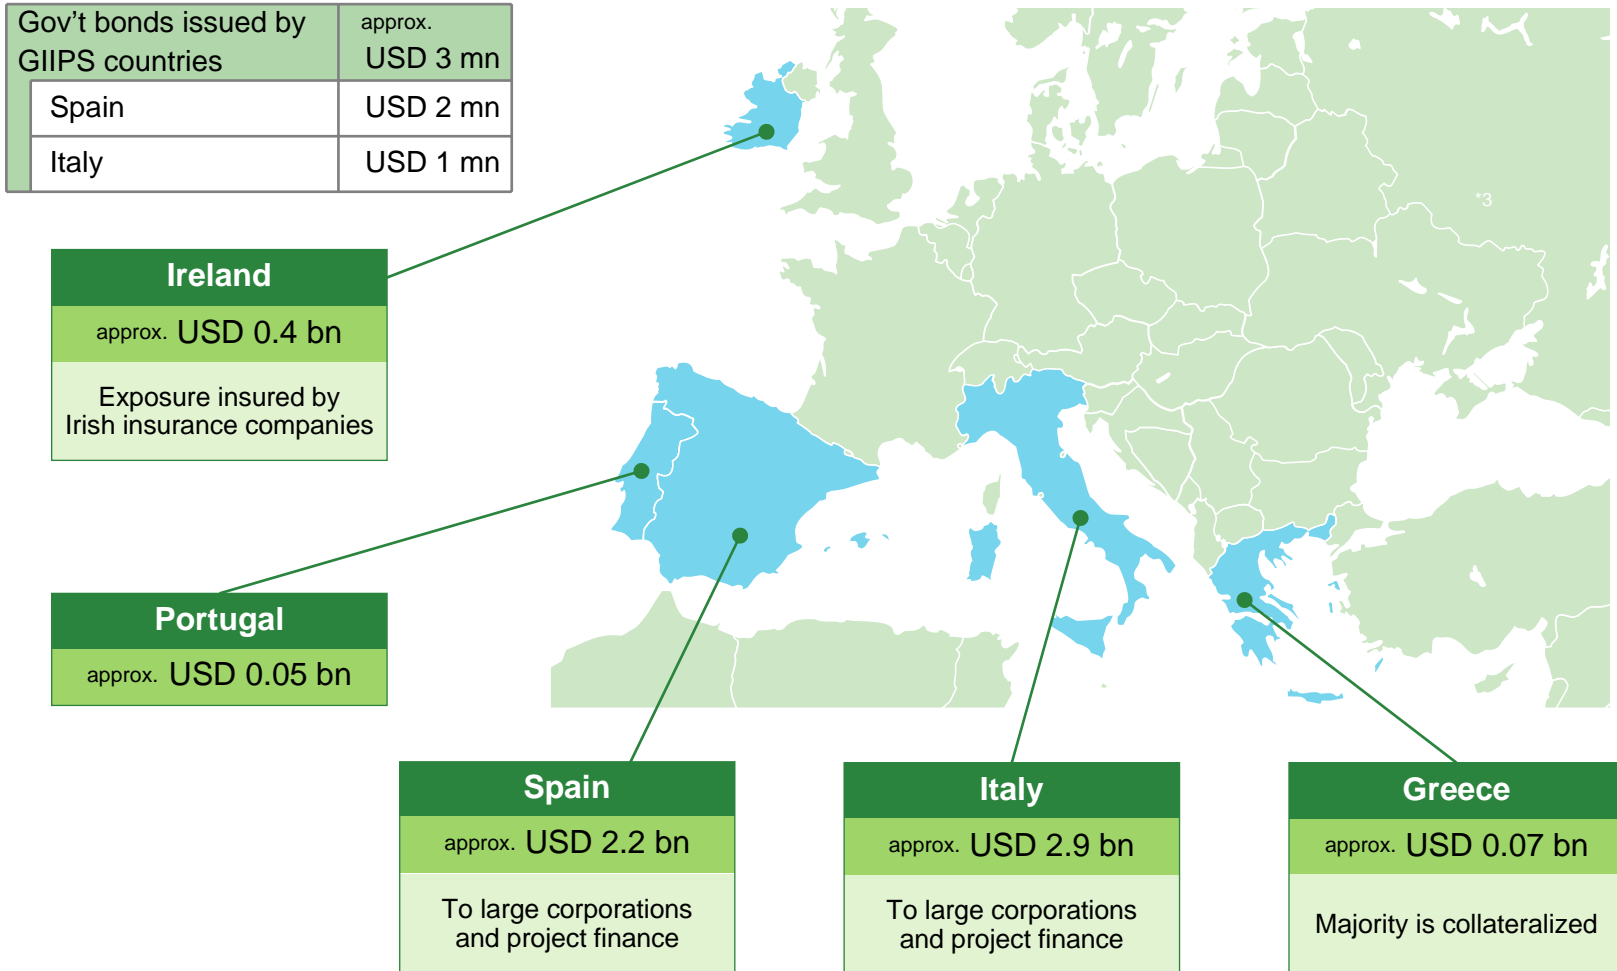 Gov't bonds issued by
GIIPS countries
approx.
USD 3 mn
Spain
USD 2 mn
Italy
USD 1 mn
*3
Ireland
approx. USD 0.4 bn
Exposure insured by
Irish insurance companies
Portugal
approx. USD 0.05 bn
Spain
approx. USD 2.2 bn
To large corporations
and project finance
Italy
approx. USD 2.9 bn
To large corporations
and project finance
Greece
approx. USD 0.07 bn
Majority is collateralized